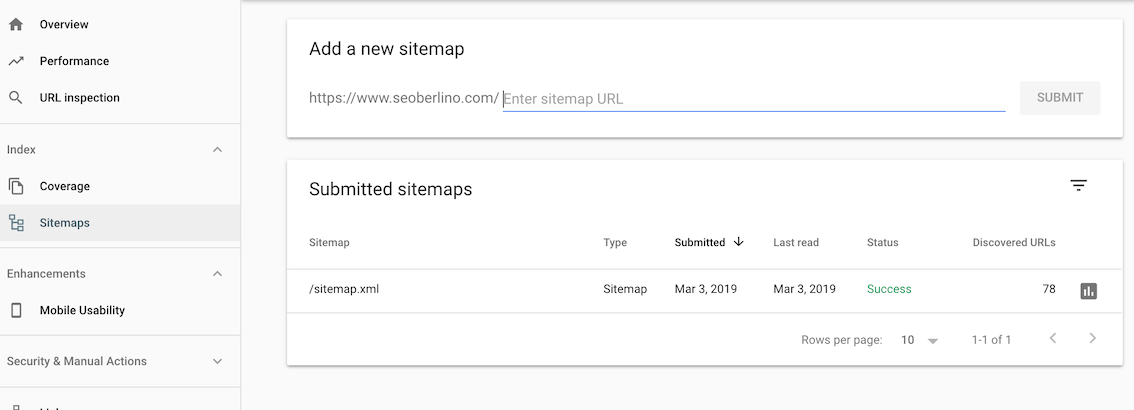 Overview
Performance
URL inspection
Index
Coverage
Sitemaps
Enhancements
Mobile Usability
Security & Manual Actions
Add a new sitemap
https://www.seoberlino.com/ Enter sitemap URL
SUBMIT
Submitted sitemaps
Sitemap Type Submitted Last read Status Discovered URLs
/sitemap.xml Sitemap Mar 3, 2019 Mar 3, 2019 Success 78
Rows per page: 10 1-1 of 1